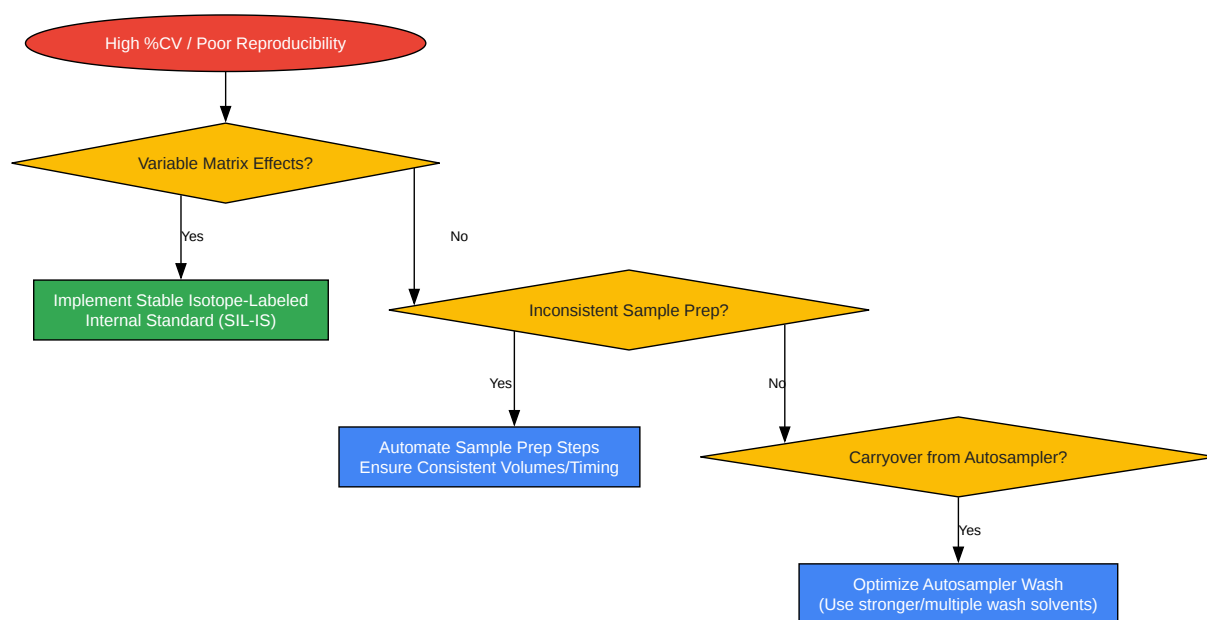 High %CV / Poor Reproducibility
Variable Matrix Effects?
Yes
No
Implement Stable Isotope-Labeled
Internal Standard (SIL-IS)
Inconsistent Sample Prep?
Yes
No
Automate Sample Prep Steps
Ensure Consistent Volumes/Timing
Carryover from Autosampler?
Yes
Optimize Autosampler Wash
(Use stronger/multiple wash solvents)